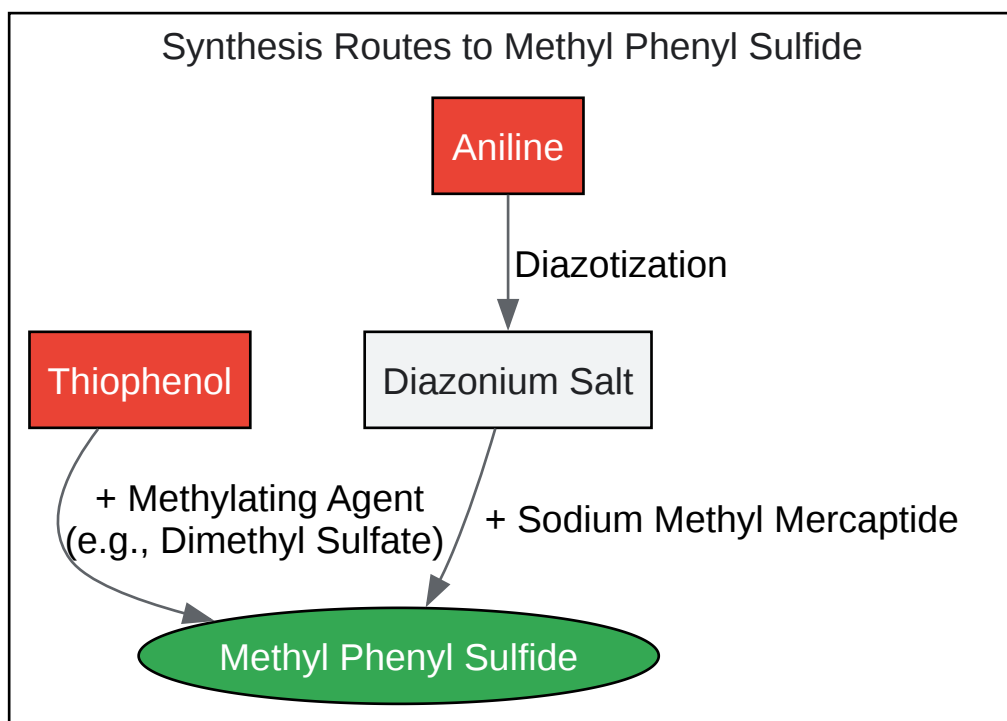 Synthesis Routes to Methyl Phenyl Sulfide
Aniline
Diazotization
Thiophenol
Diazonium Salt
+ Methylating Agent
(e.g., Dimethyl Sulfate)
+ Sodium Methyl Mercaptide
Methyl Phenyl Sulfide